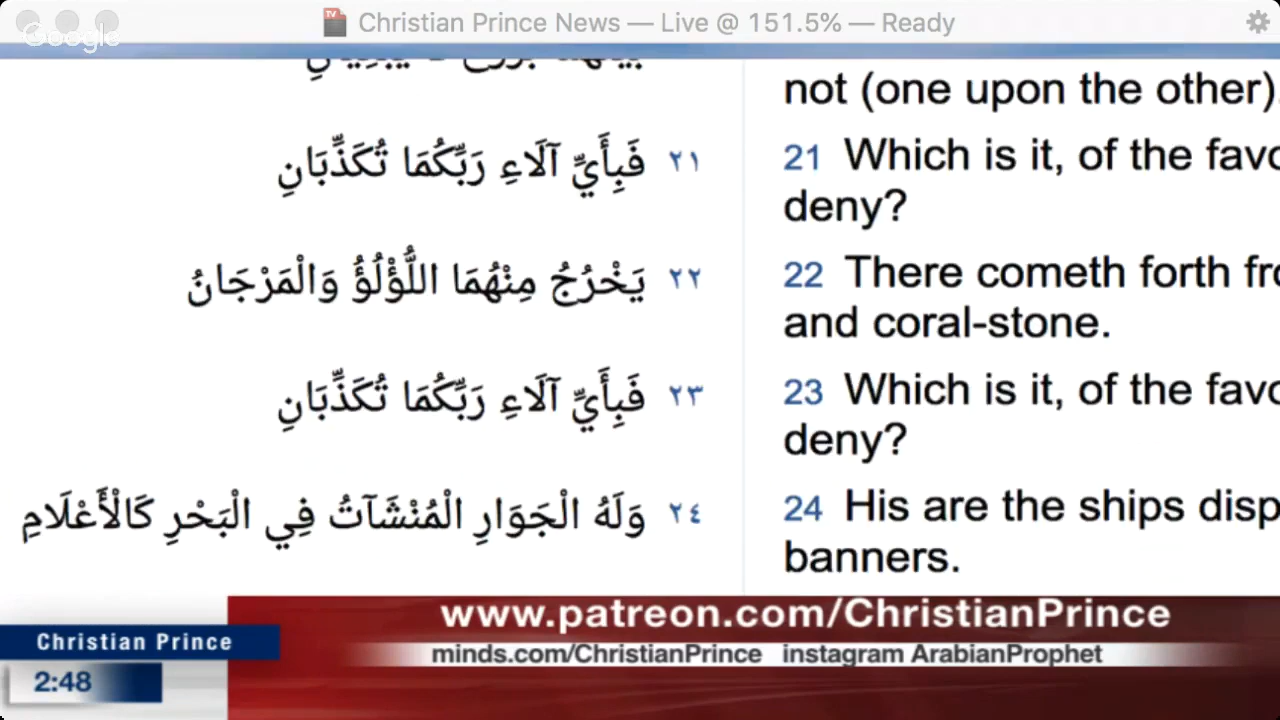 Christian Prince News — Live @ 151.5% — Ready
Google
not (one upon the other).
٢١ فَبِأَيِّ آلَاءِ رَبِّكُمَا تُكَذِّبَانِ
21 Which is it, of the favo
deny?
٢٢ يَخْرُجُ مِنْهُمَا اللُّؤْلُؤُ وَالْمَرْجَانُ
22 There cometh forth fro
and coral-stone.
٢٣ فَبِأَيِّ آلَاءِ رَبِّكُمَا تُكَذِّبَانِ
23 Which is it, of the favo
deny?
٢٤ وَلَهُ الْجَوَارِ الْمُنْشَآتُ فِي الْبَحْرِ كَالْأَعْلَامِ
24 His are the ships disp
banners.
www.patreon.com/ChristianPrince
Christian Prince
minds.com/ChristianPrince instagram ArabianProphet
2:48